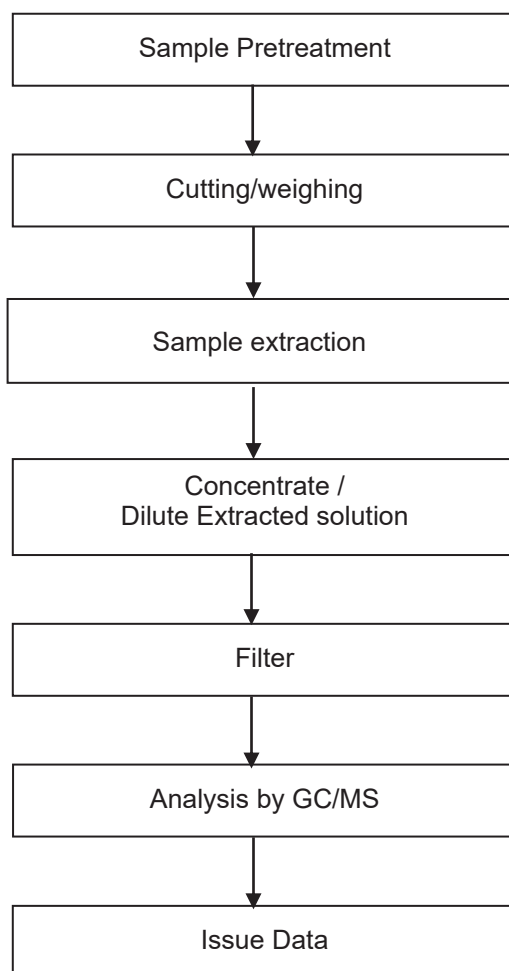 Sample Pretreatment
Cutting/weighing
Sample extraction
Concentrate /
Dilute Extracted solution
Filter
Analysis by GC/MS
Issue Data